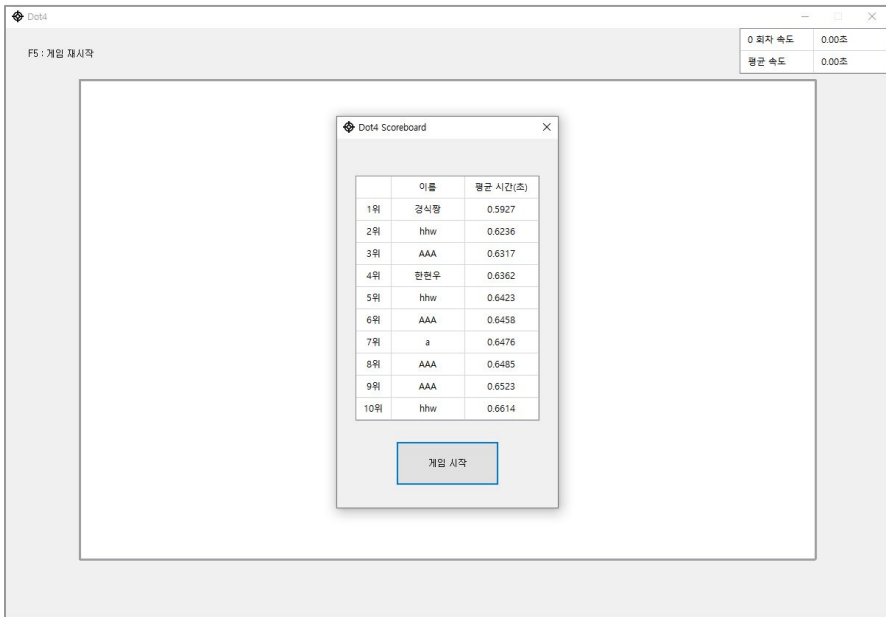 Dot4
F5 : 게임 재시작
0 회차 속도 0.00초
평균 속도 0.00초
Dot4 Scoreboard
이름 평균 시간(초)
1위 경식짱 0.5927
2위 hhw 0.6236
3위 AAA 0.6317
4위 한현우 0.6362
5위 hhw 0.6423
6위 AAA 0.6458
7위 a 0.6476
8위 AAA 0.6485
9위 AAA 0.6523
10위 hhw 0.6614
게임 시작